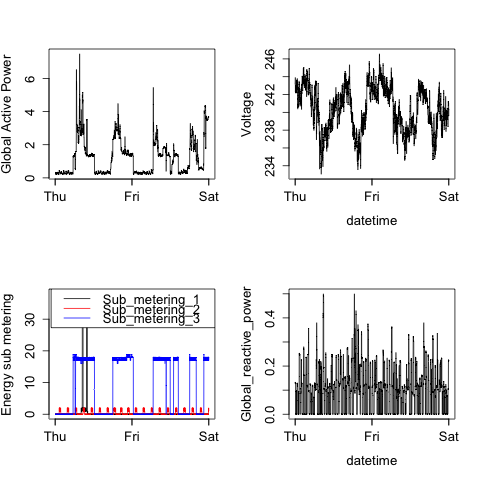 Global Active Power
0 2 4 6
Thu Fri Sat
Voltage
234 238 242 246
Thu Fri Sat
datetime
Energy sub metering
0 10 20 30
Sub_metering_1
Sub_metering_2
Sub_metering_3
Thu Fri Sat
Global_reactive_power
0.0 0.2 0.4
Thu Fri Sat
datetime